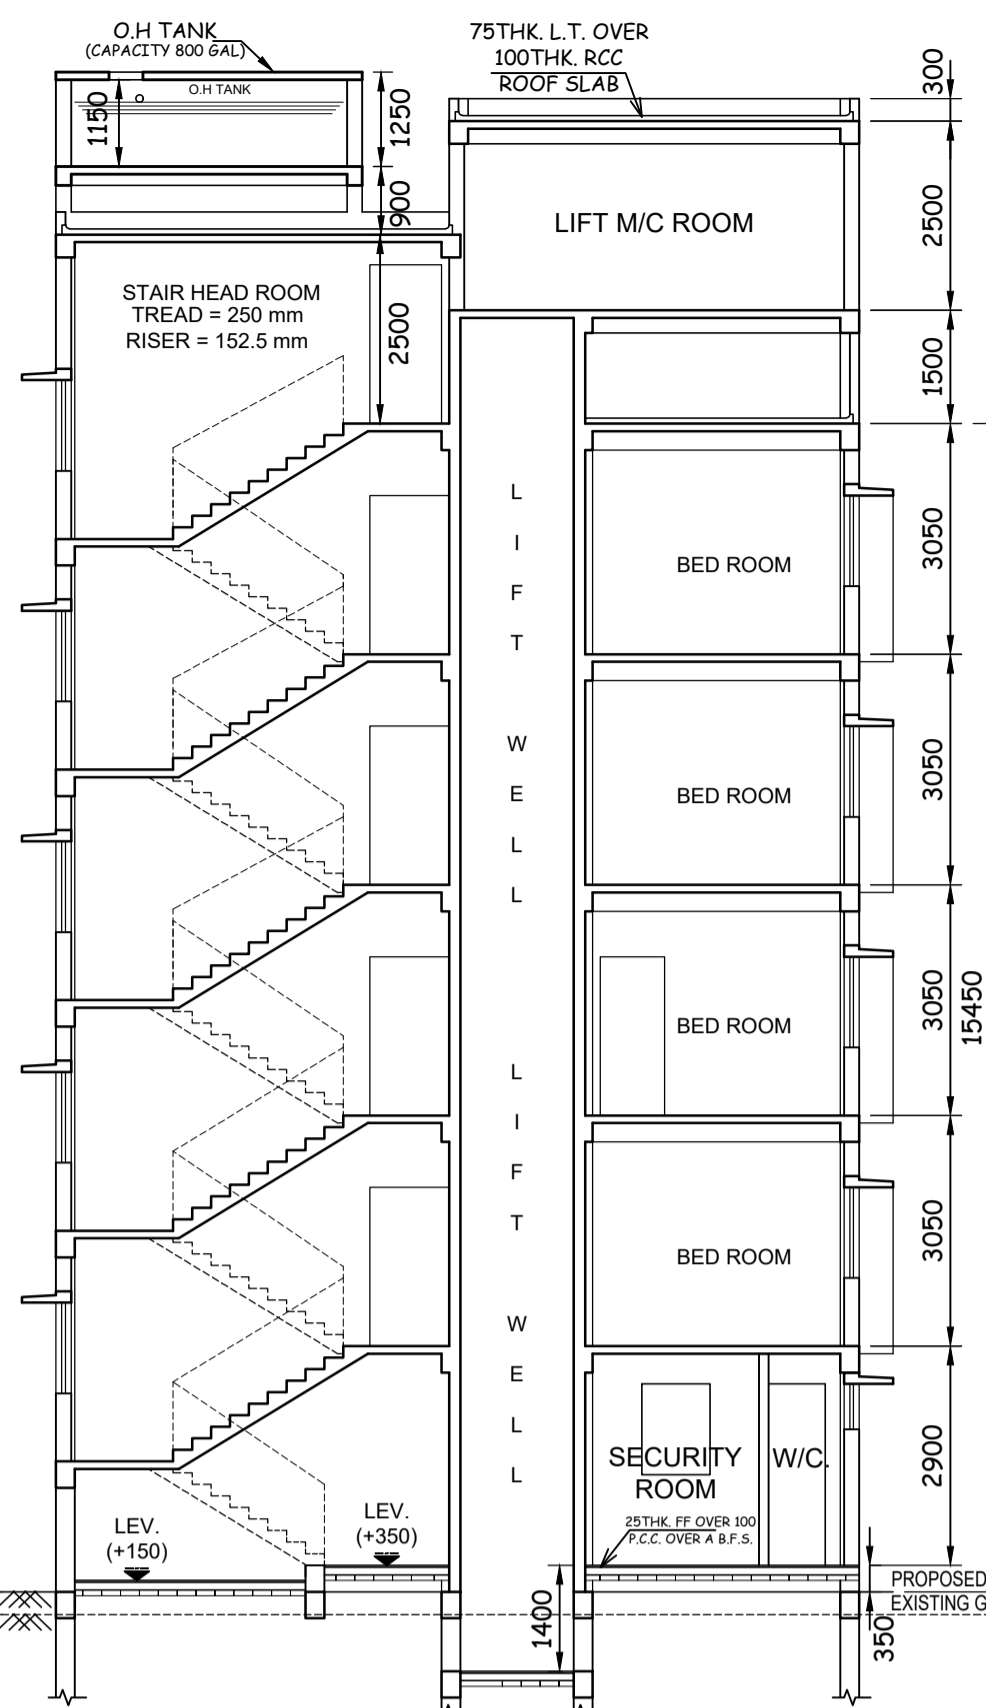 O.H TANK
(CAPACITY 800 GAL)
75THK. L.T. OVER
100THK. RCC
ROOF SLAB
O.H TANK
1150
1250
300
900
LIFT M/C ROOM
2500
STAIR HEAD ROOM
TREAD = 250 mm
RISER = 152.5 mm
2500
1500
L
I
F
T
W
E
L
L
BED ROOM
3050
BED ROOM
3050
BED ROOM
3050
15450
L
I
F
T
W
E
L
L
BED ROOM
3050
SECURITY
ROOM
W/C.
2900
LEV.
(+150)
LEV.
(+350)
25THK. FF OVER 100
P.C.C. OVER A B.F.S.
PROPOSED
EXISTING G
1400
350